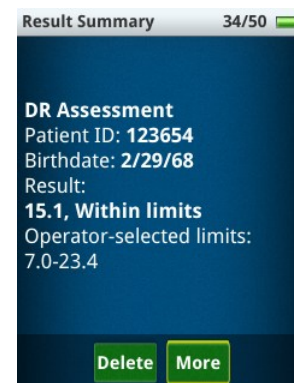 Result Summary 34/50
DR Assessment
Patient ID: 123654
Birthdate: 2/29/68
Result:
15.1, Within limits
Operator-selected limits:
7.0-23.4
Delete More